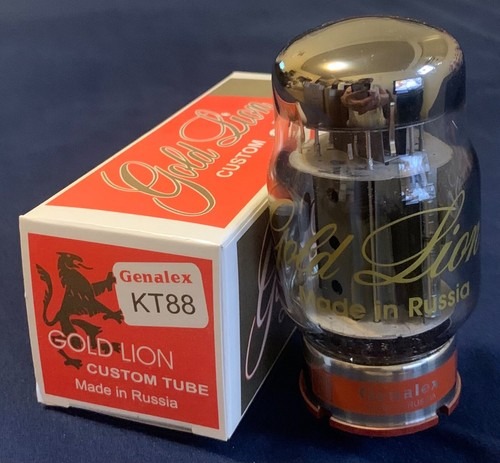 Gold Lion
CUSTOM
Genalex
KT88
GOLD LION
CUSTOM TUBE
Made in Russia
Gold Lion
Made in Russia
Genalex